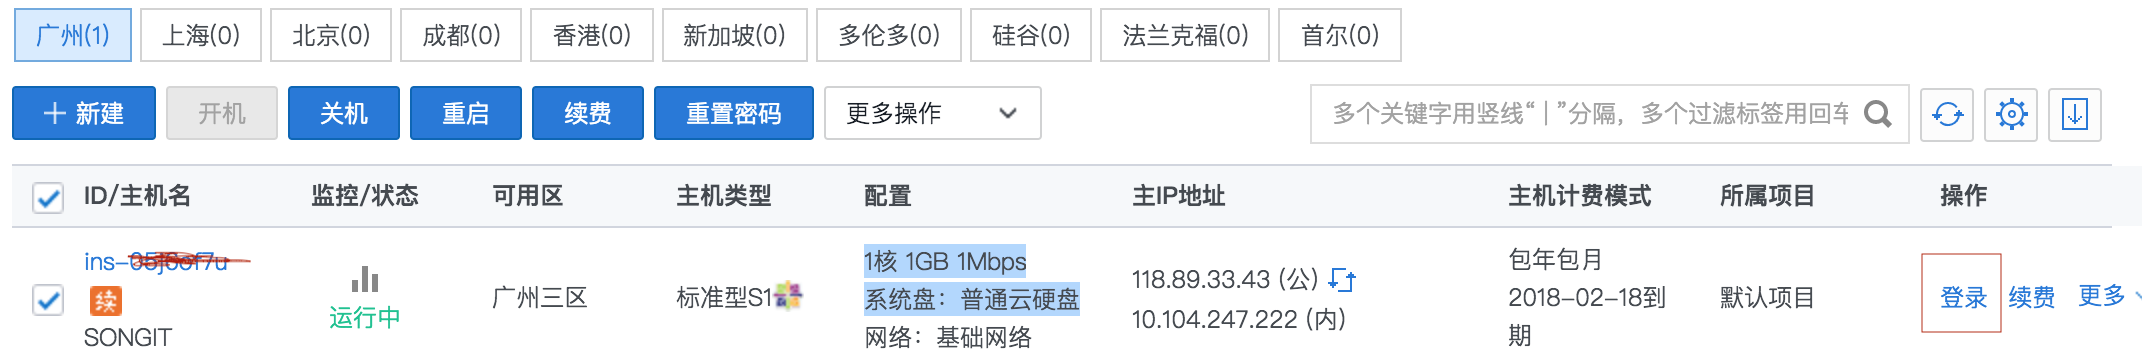 广州(1) 上海(0) 北京(0) 成都(0) 香港(0) 新加坡(0) 多伦多(0) 硅谷(0) 法兰克福(0) 首尔(0)
新建 开机 关机 重启 续费 重置密码 更多操作 多个关键字用竖线“ | ”分隔，多个过滤标签用回车
ID/主机名 监控/状态 可用区 主机类型 配置 主IP地址 主机计费模式 所属项目 操作
ins-
续
SONGIT
运行中
广州三区
标准型S1
1核 1GB 1Mbps
系统盘：普通云硬盘
网络：基础网络
118.89.33.43 (公)
10.104.247.222 (内)
包年包月
2018-02-18到
期
默认项目
登录 续费 更多